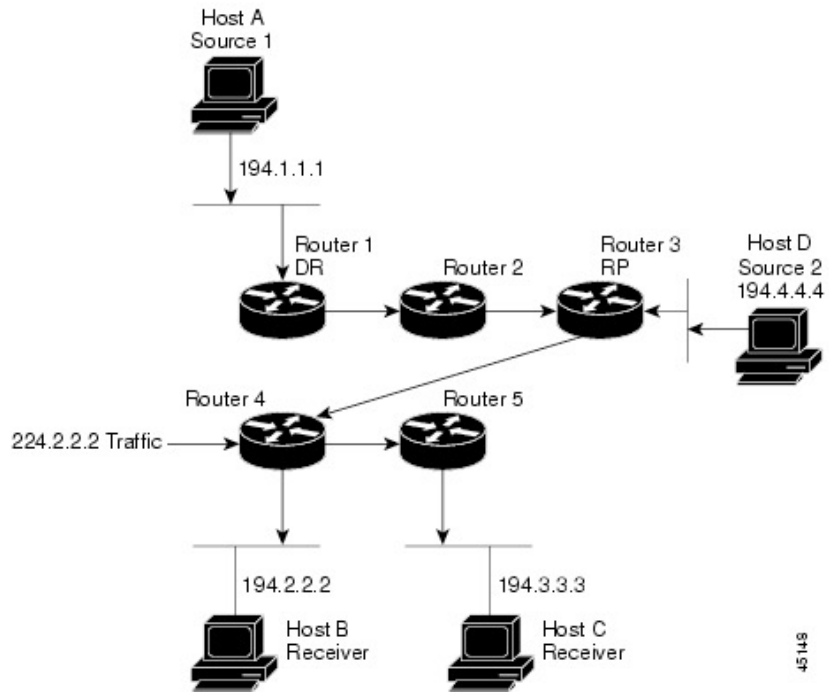 Host A
Source 1
194.1.1.1
Router 1
DR
Router 2
Router 3
RP
Host D
Source 2
194.4.4.4
Router 4
Router 5
224.2.2.2 Traffic
194.2.2.2
194.3.3.3
Host B
Receiver
Host C
Receiver
45149